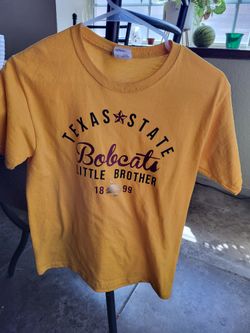 TEXAS STATE
Bobcats
LITTLE BROTHER
18 99